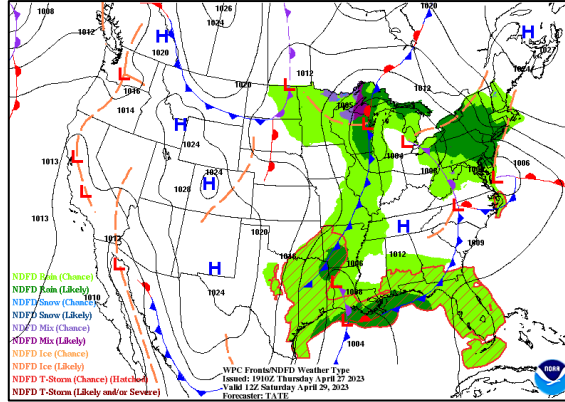 1008
1012
1024
1026
1020
1020
1024
1027
H
H
1020
1012
L
L
1016
1020
1012
1005
L
1014
H
L
1004
1013
L
1024
H
1028
1008
L
1006
L
1013
L
1020
H
1009
1017
1016
1012
L
H
1006
L
1010
1024
1008
L
1004
NDFD Rain (Chance)
NDFD Rain (Likely)
NDFD Snow (Chance)
NDFD Snow (Likely)
NDFD Mix (Chance)
NDFD Mix (Likely)
NDFD Ice (Chance)
NDFD Ice (Likely)
NDFD T-Storm (Chance) (Hatched)
NDFD T-Storm (Likely and/or Severe)
WPC Fronts/NDFD Weather Type
Issued: 1910Z Thursday April 27 2023
Valid 12Z Saturday April 29, 2023
Forecaster: TATE
NOAA